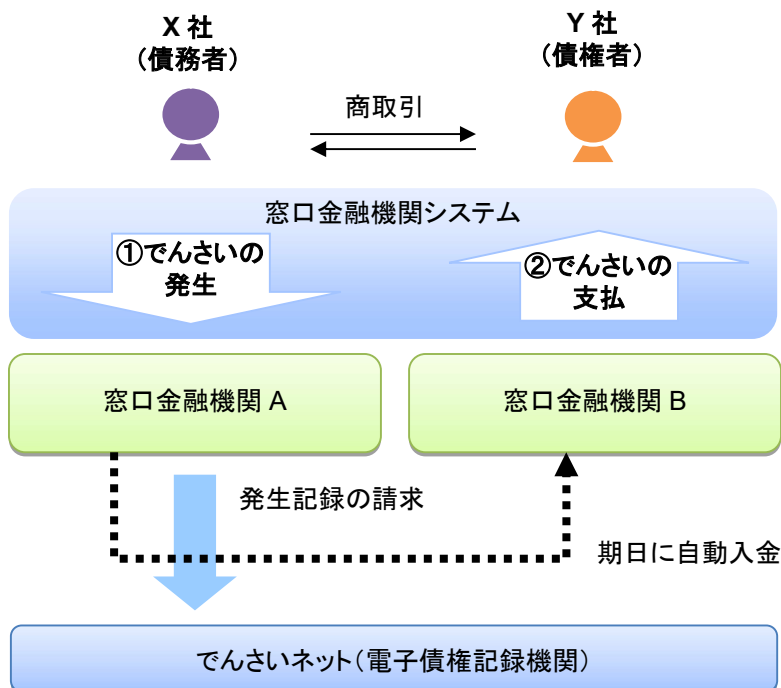 X 社
（債務者）
Y 社
（債権者）
商取引
窓口金融機関システム
①でんさいの
発生
②でんさいの
支払
窓口金融機関 A
窓口金融機関 B
発生記録の請求
期日に自動入金
でんさいネット（電子債権記録機関）